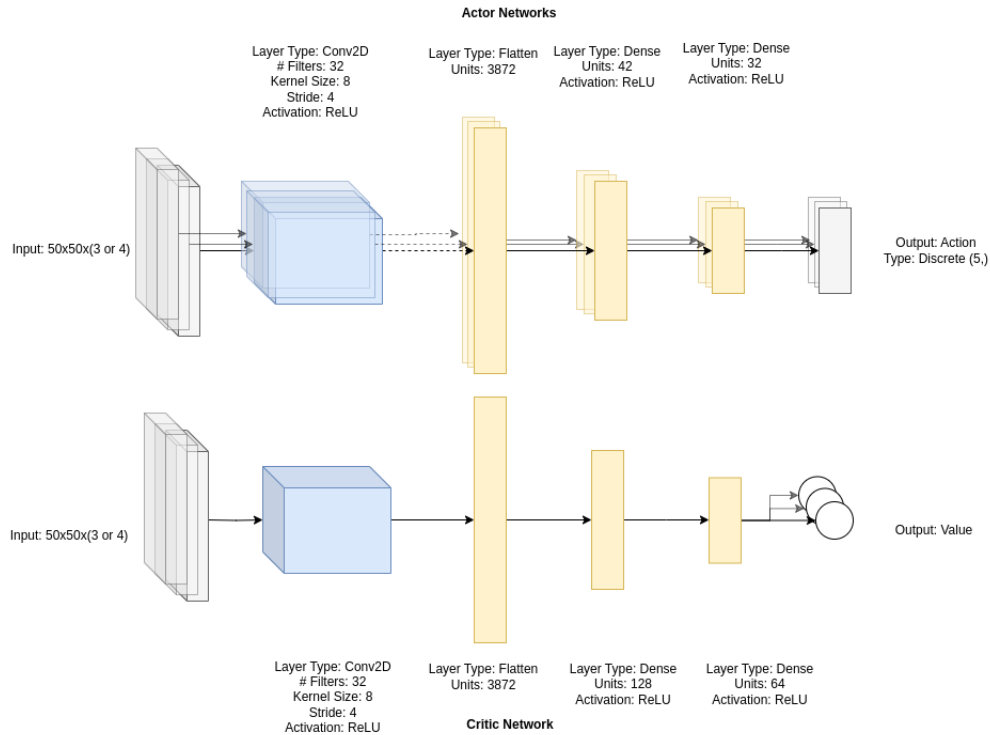 Actor Networks
Layer Type: Conv2D
# Filters: 32
Kernel Size: 8
Stride: 4
Activation: ReLU
Layer Type: Flatten
Units: 3872
Layer Type: Dense
Units: 42
Activation: ReLU
Layer Type: Dense
Units: 32
Activation: ReLU
Input: 50x50x(3 or 4)
Output: Action
Type: Discrete (5,)
Input: 50x50x(3 or 4)
Output: Value
Layer Type: Conv2D
# Filters: 32
Kernel Size: 8
Stride: 4
Activation: ReLU
Layer Type: Flatten
Units: 3872
Layer Type: Dense
Units: 128
Activation: ReLU
Layer Type: Dense
Units: 64
Activation: ReLU
Critic Network